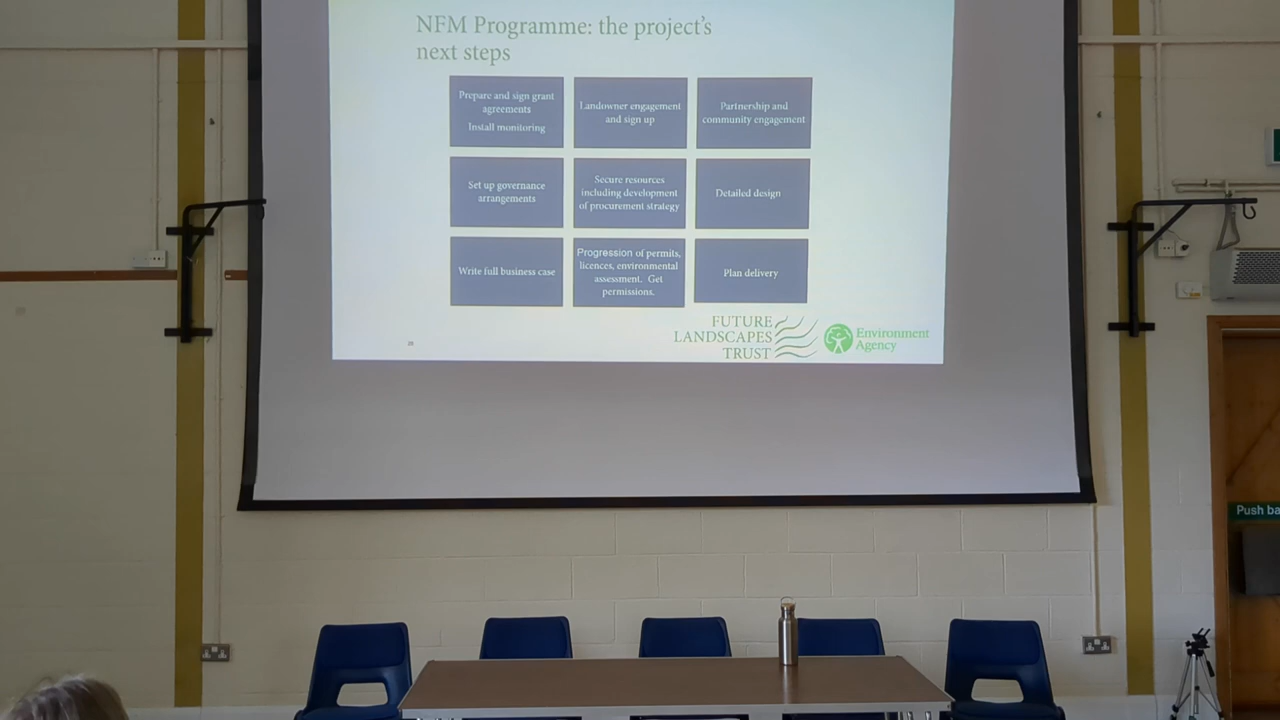 NFM Programme: the project's
next steps
Prepare and sign grant
agreements
Install monitoring
Landowner engagement
and sign up
Partnership and
community engagement
Set up governance
arrangements
Secure resources
including development
of procurement strategy
Detailed design
Write full business case
Progression of permits,
licences, environmental
assessment. Get
permissions.
Plan delivery
FUTURE
LANDSCAPES
TRUST
Environment
Agency
Push ba